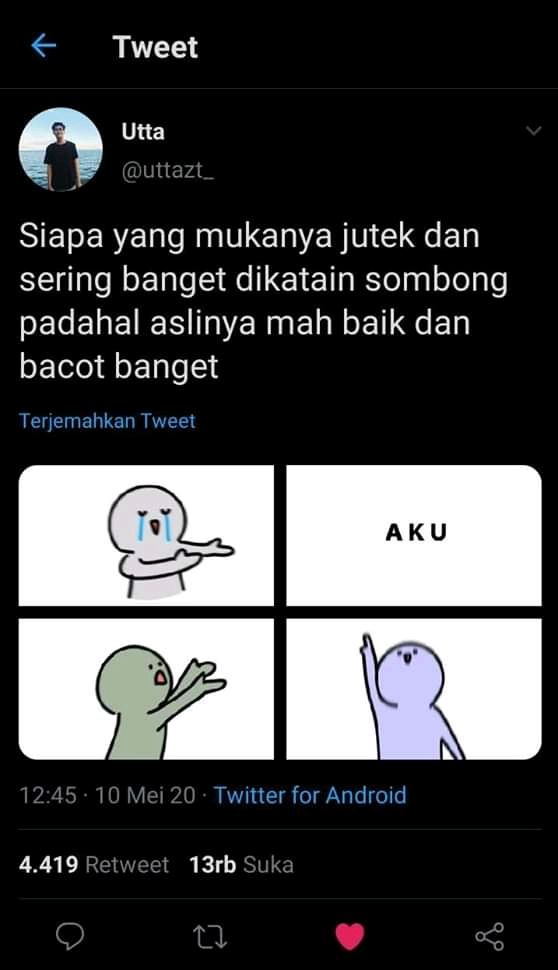 Tweet
Utta
@uttazt_
Siapa yang mukanya jutek dan
sering banget dikatain sombong
padahal aslinya mah baik dan
bacot banget
Terjemahkan Tweet
AKU
12:45 · 10 Mei 20 · Twitter for Android
4.419 Retweet 13rb Suka